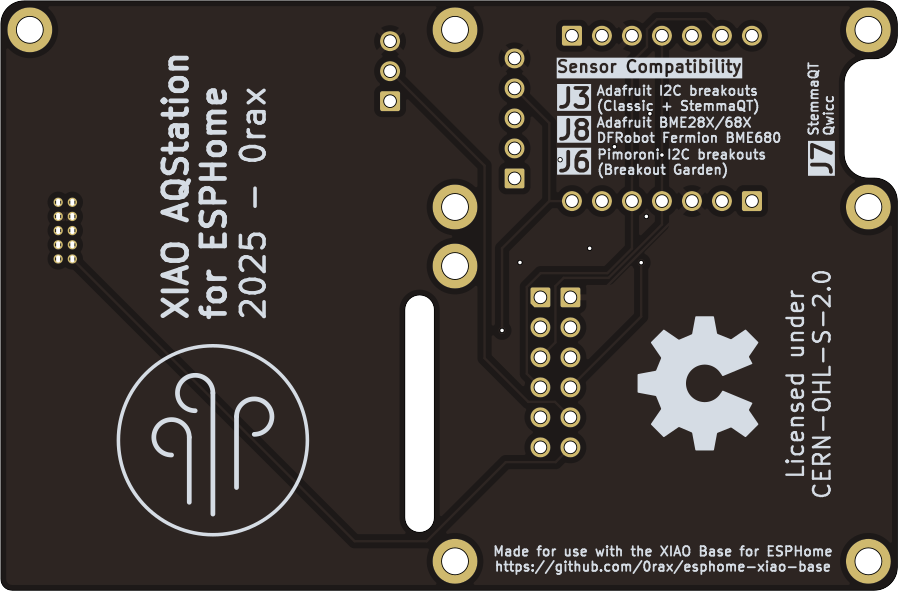 XIAO AQStation
for ESPHome
2025 – 0rax
Sensor Compatibility
J3
Adafruit I2C breakouts
(Classic + StemmaQT)
J8
Adafruit BME28X/68X
DFRobot Fermion BME680
J6
Pimoroni I2C breakouts
(Breakout Garden)
J7
StemmaQT
Qwicc
Licensed under
CERN-OHL-S-2.0
Made for use with the XIAO Base for ESPHome
https://github.com/0rax/esphome-xiao-base